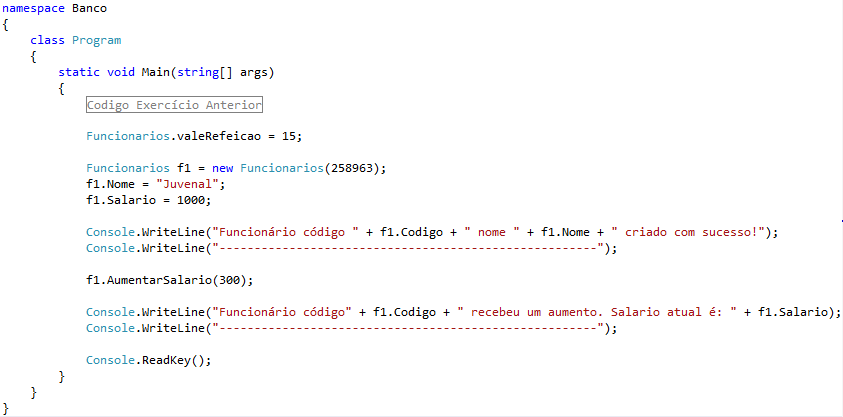 namespace Banco
{
    class Program
    {
        static void Main(string[] args)
        {
            Codigo Exercício Anterior

            Funcionarios.valeRefeicao = 15;

            Funcionarios f1 = new Funcionarios(258963);
            f1.Nome = "Juvenal";
            f1.Salario = 1000;

            Console.WriteLine("Funcionário código " + f1.Codigo + " nome " + f1.Nome + " criado com sucesso!");
            Console.WriteLine("------------------------------------------------------");

            f1.AumentarSalario(300);

            Console.WriteLine("Funcionário código" + f1.Codigo + " recebeu um aumento. Salario atual é: " + f1.Salario);
            Console.WriteLine("------------------------------------------------------");

            Console.ReadKey();
        }
    }
}